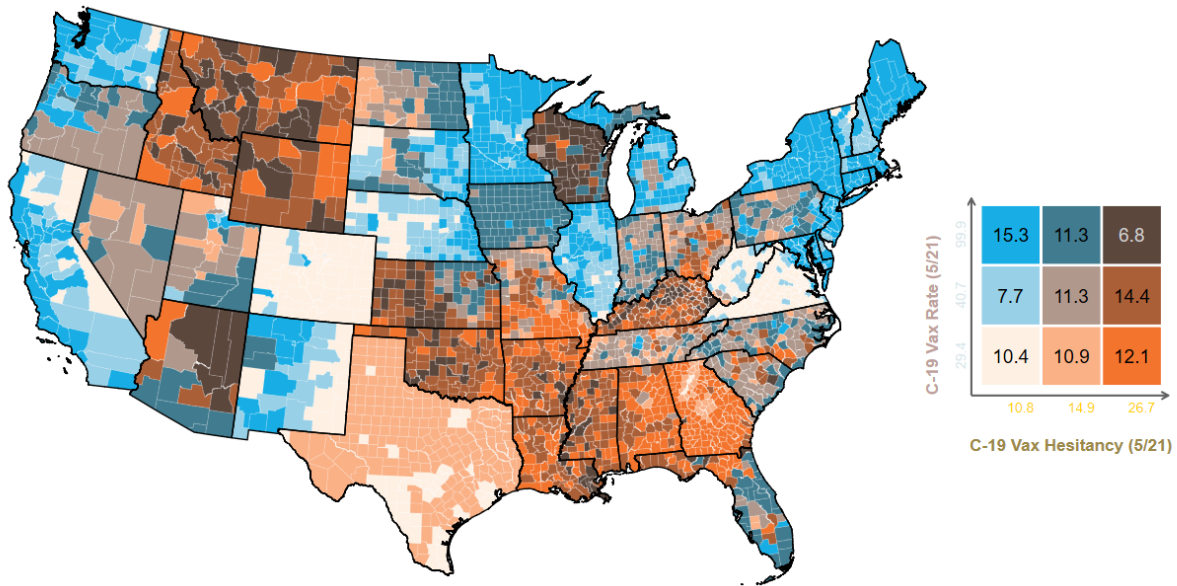 C-19 Vax Rate (5/21)
99.9
40.7
29.4
15.3 11.3 6.8
7.7 11.3 14.4
10.4 10.9 12.1
10.8 14.9 26.7
C-19 Vax Hesitancy (5/21)